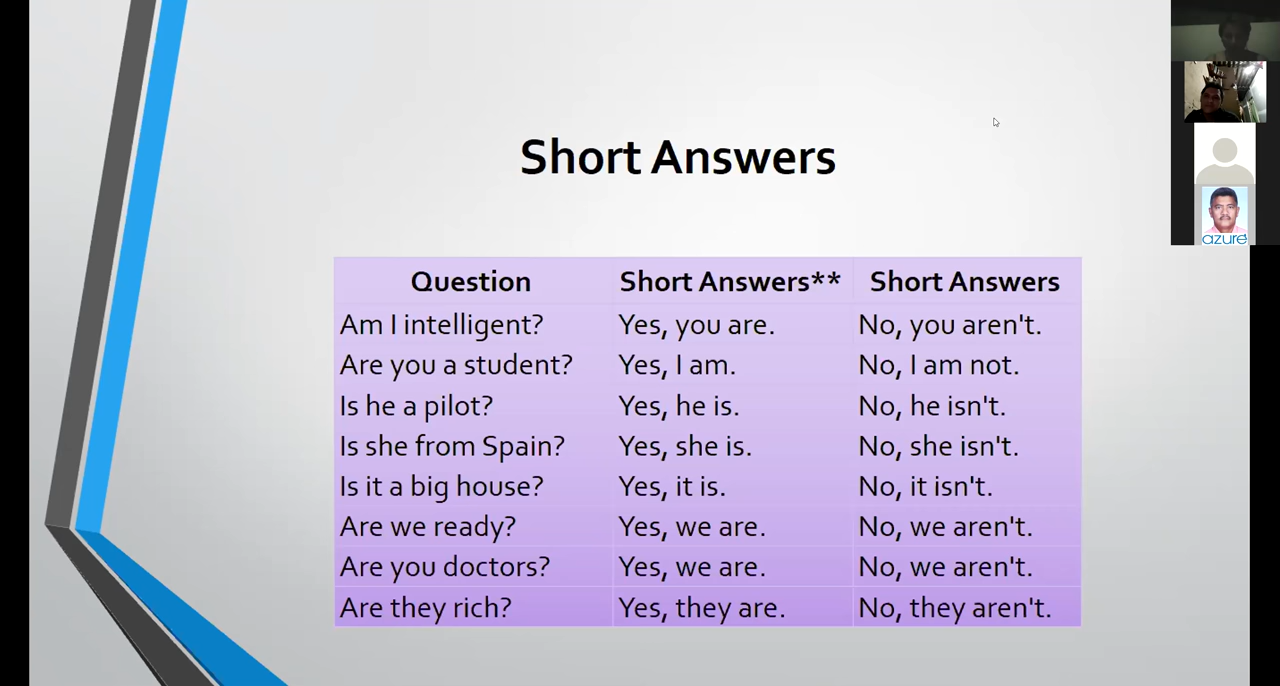 Short Answers
Question Short Answers** Short Answers
Am I intelligent? Yes, you are. No, you aren't.
Are you a student? Yes, I am. No, I am not.
Is he a pilot? Yes, he is. No, he isn't.
Is she from Spain? Yes, she is. No, she isn't.
Is it a big house? Yes, it is. No, it isn't.
Are we ready? Yes, we are. No, we aren't.
Are you doctors? Yes, we are. No, we aren't.
Are they rich? Yes, they are. No, they aren't.
azure